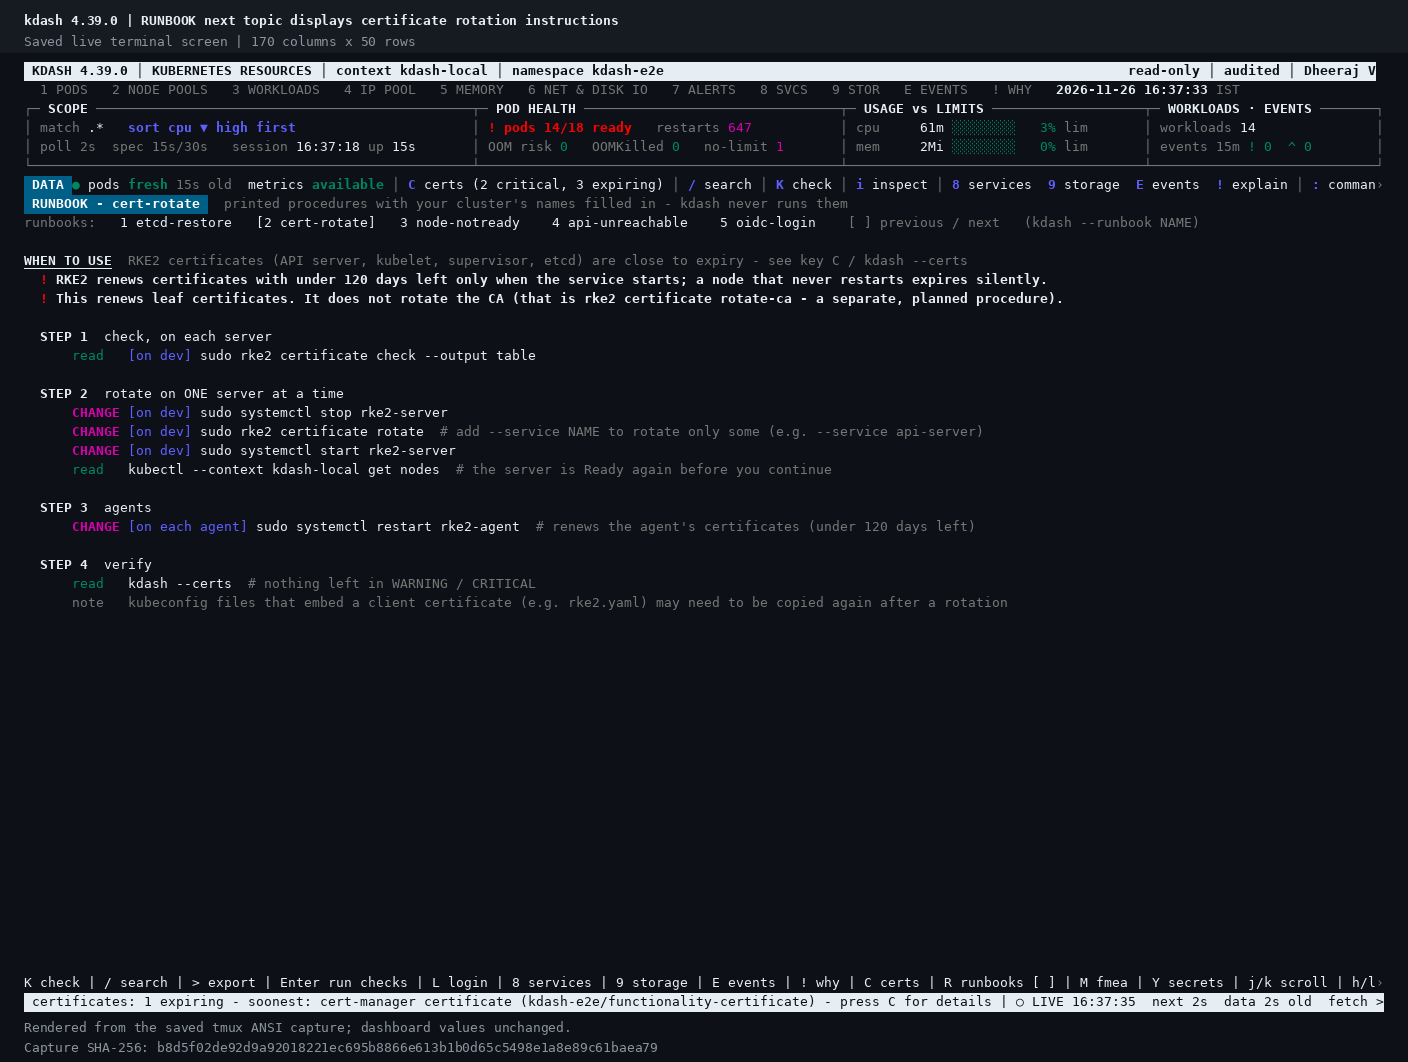 kdash 4.39.0 | RUNBOOK next topic displays certificate rotation instructions
Saved live terminal screen | 170 columns x 50 rows
KDASH 4.39.0 │ KUBERNETES RESOURCES │ context kdash-local │ namespace kdash-e2e read-only │ audited │ Dheeraj V
1 PODS 2 NODE POOLS 3 WORKLOADS 4 IP POOL 5 MEMORY 6 NET & DISK IO 7 ALERTS 8 SVCS 9 STOR E EVENTS ! WHY 2026-11-26 16:37:33 IST
┌─ SCOPE ─┬─ POD HEALTH ─┬─ USAGE vs LIMITS ─┬─ WORKLOADS · EVENTS ─┐
│ match .* sort cpu ▼ high first │ ! pods 14/18 ready restarts 647 │ cpu 61m ░░░░░░░░ 3% lim │ workloads 14 │
│ poll 2s spec 15s/30s session 16:37:18 up 15s │ OOM risk 0 OOMKilled 0 no-limit 1 │ mem 2Mi ░░░░░░░░ 0% lim │ events 15m ! 0 ^ 0 │
DATA ● pods fresh 15s old metrics available │ C certs (2 critical, 3 expiring) │ / search │ K check │ i inspect │ 8 services 9 storage E events ! explain │ : comman›
RUNBOOK - cert-rotate printed procedures with your cluster's names filled in - kdash never runs them
runbooks: 1 etcd-restore [2 cert-rotate] 3 node-notready 4 api-unreachable 5 oidc-login [ ] previous / next (kdash --runbook NAME)
WHEN TO USE RKE2 certificates (API server, kubelet, supervisor, etcd) are close to expiry - see key C / kdash --certs
! RKE2 renews certificates with under 120 days left only when the service starts; a node that never restarts expires silently.
! This renews leaf certificates. It does not rotate the CA (that is rke2 certificate rotate-ca - a separate, planned procedure).
STEP 1 check, on each server
read [on dev] sudo rke2 certificate check --output table
STEP 2 rotate on ONE server at a time
CHANGE [on dev] sudo systemctl stop rke2-server
CHANGE [on dev] sudo rke2 certificate rotate # add --service NAME to rotate only some (e.g. --service api-server)
CHANGE [on dev] sudo systemctl start rke2-server
read kubectl --context kdash-local get nodes # the server is Ready again before you continue
STEP 3 agents
CHANGE [on each agent] sudo systemctl restart rke2-agent # renews the agent's certificates (under 120 days left)
STEP 4 verify
read kdash --certs # nothing left in WARNING / CRITICAL
note kubeconfig files that embed a client certificate (e.g. rke2.yaml) may need to be copied again after a rotation
K check | / search | > export | Enter run checks | L login | 8 services | 9 storage | E events | ! why | C certs | R runbooks [ ] | M fmea | Y secrets | j/k scroll | h/l›
certificates: 1 expiring - soonest: cert-manager certificate (kdash-e2e/functionality-certificate) - press C for details | ○ LIVE 16:37:35 next 2s data 2s old fetch >
Rendered from the saved tmux ANSI capture; dashboard values unchanged.
Capture SHA-256: b8d5f02de92d9a92018221ec695b8866e613b1b0d65c5498e1a8e89c61baea79